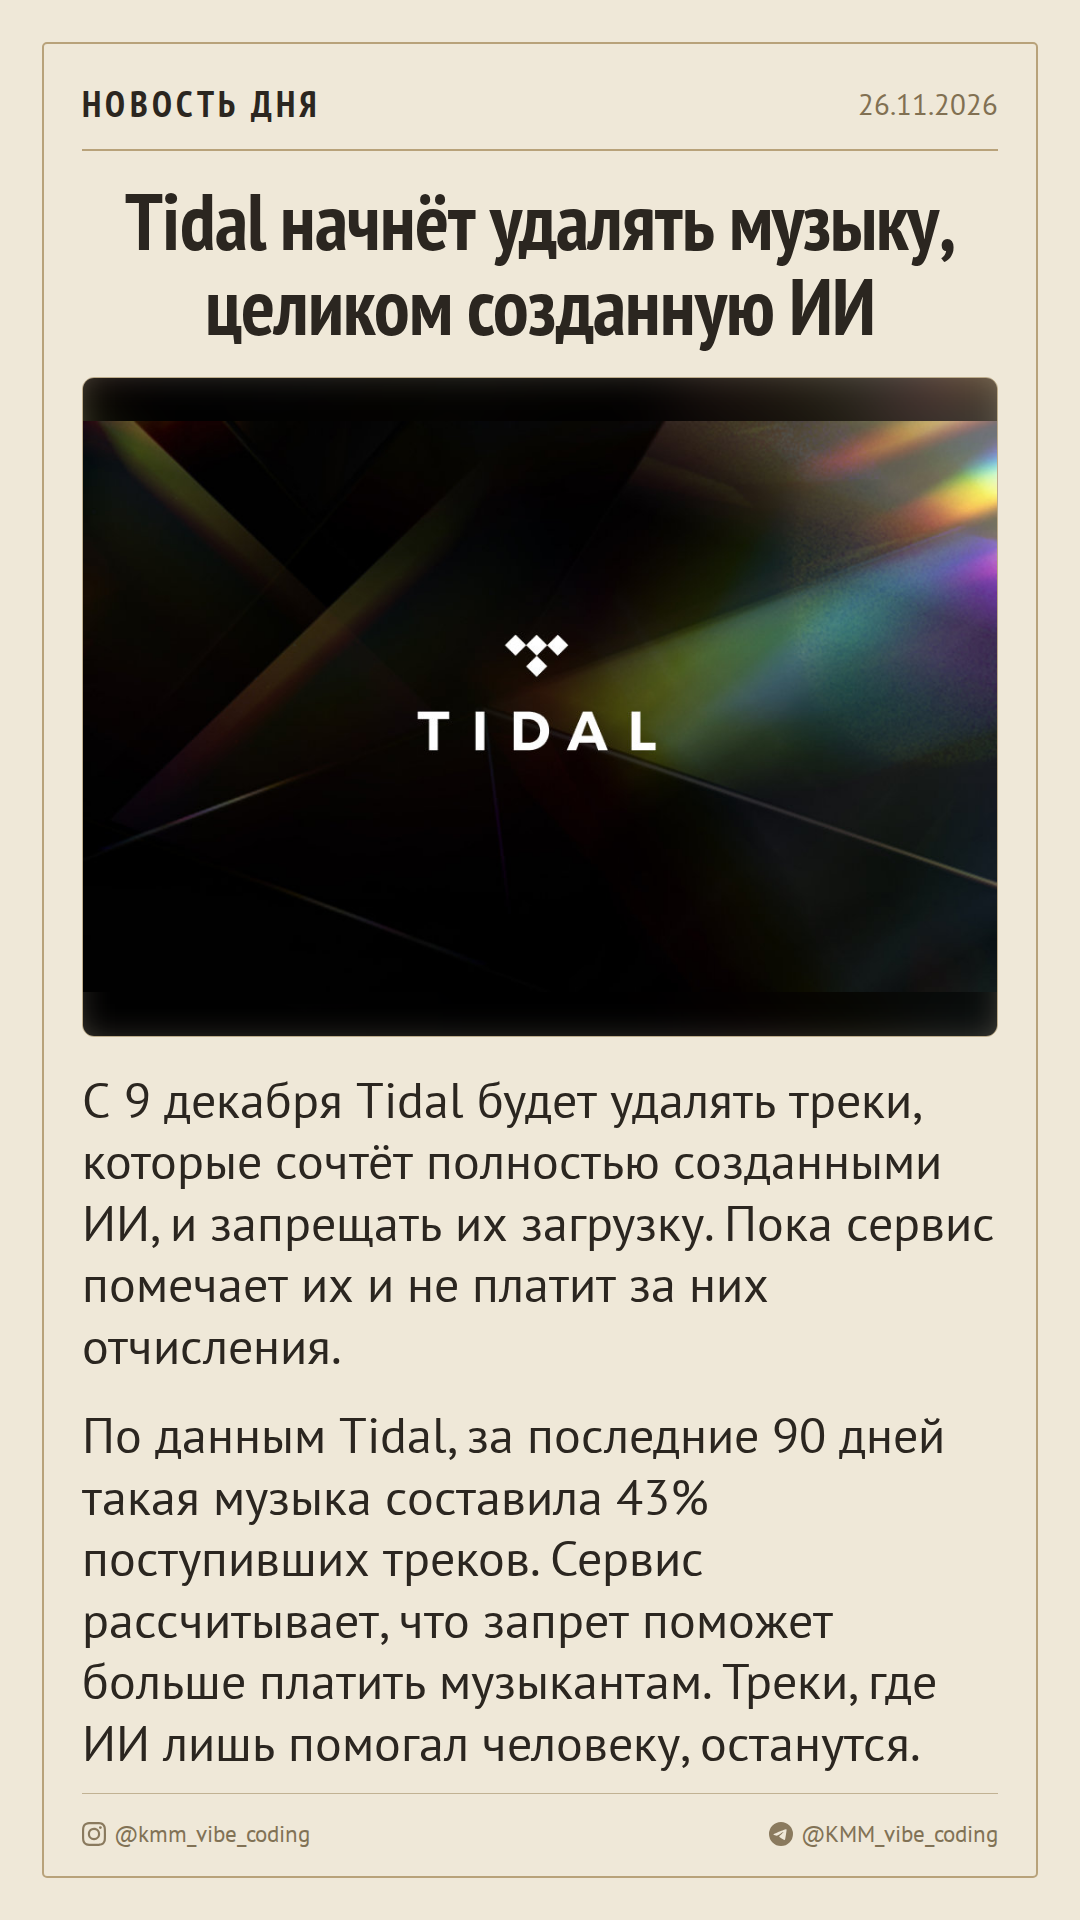 НОВОСТЬ ДНЯ
26.11.2026
Tidal начнёт удалять музыку,
целиком созданную ИИ
TIDAL
С 9 декабря Tidal будет удалять треки,
которые сочтёт полностью созданными
ИИ, и запрещать их загрузку. Пока сервис
помечает их и не платит за них
отчисления.
По данным Tidal, за последние 90 дней
такая музыка составила 43%
поступивших треков. Сервис
рассчитывает, что запрет поможет
больше платить музыкантам. Треки, где
ИИ лишь помогал человеку, останутся.
@kmm_vibe_coding
@KMM_vibe_coding